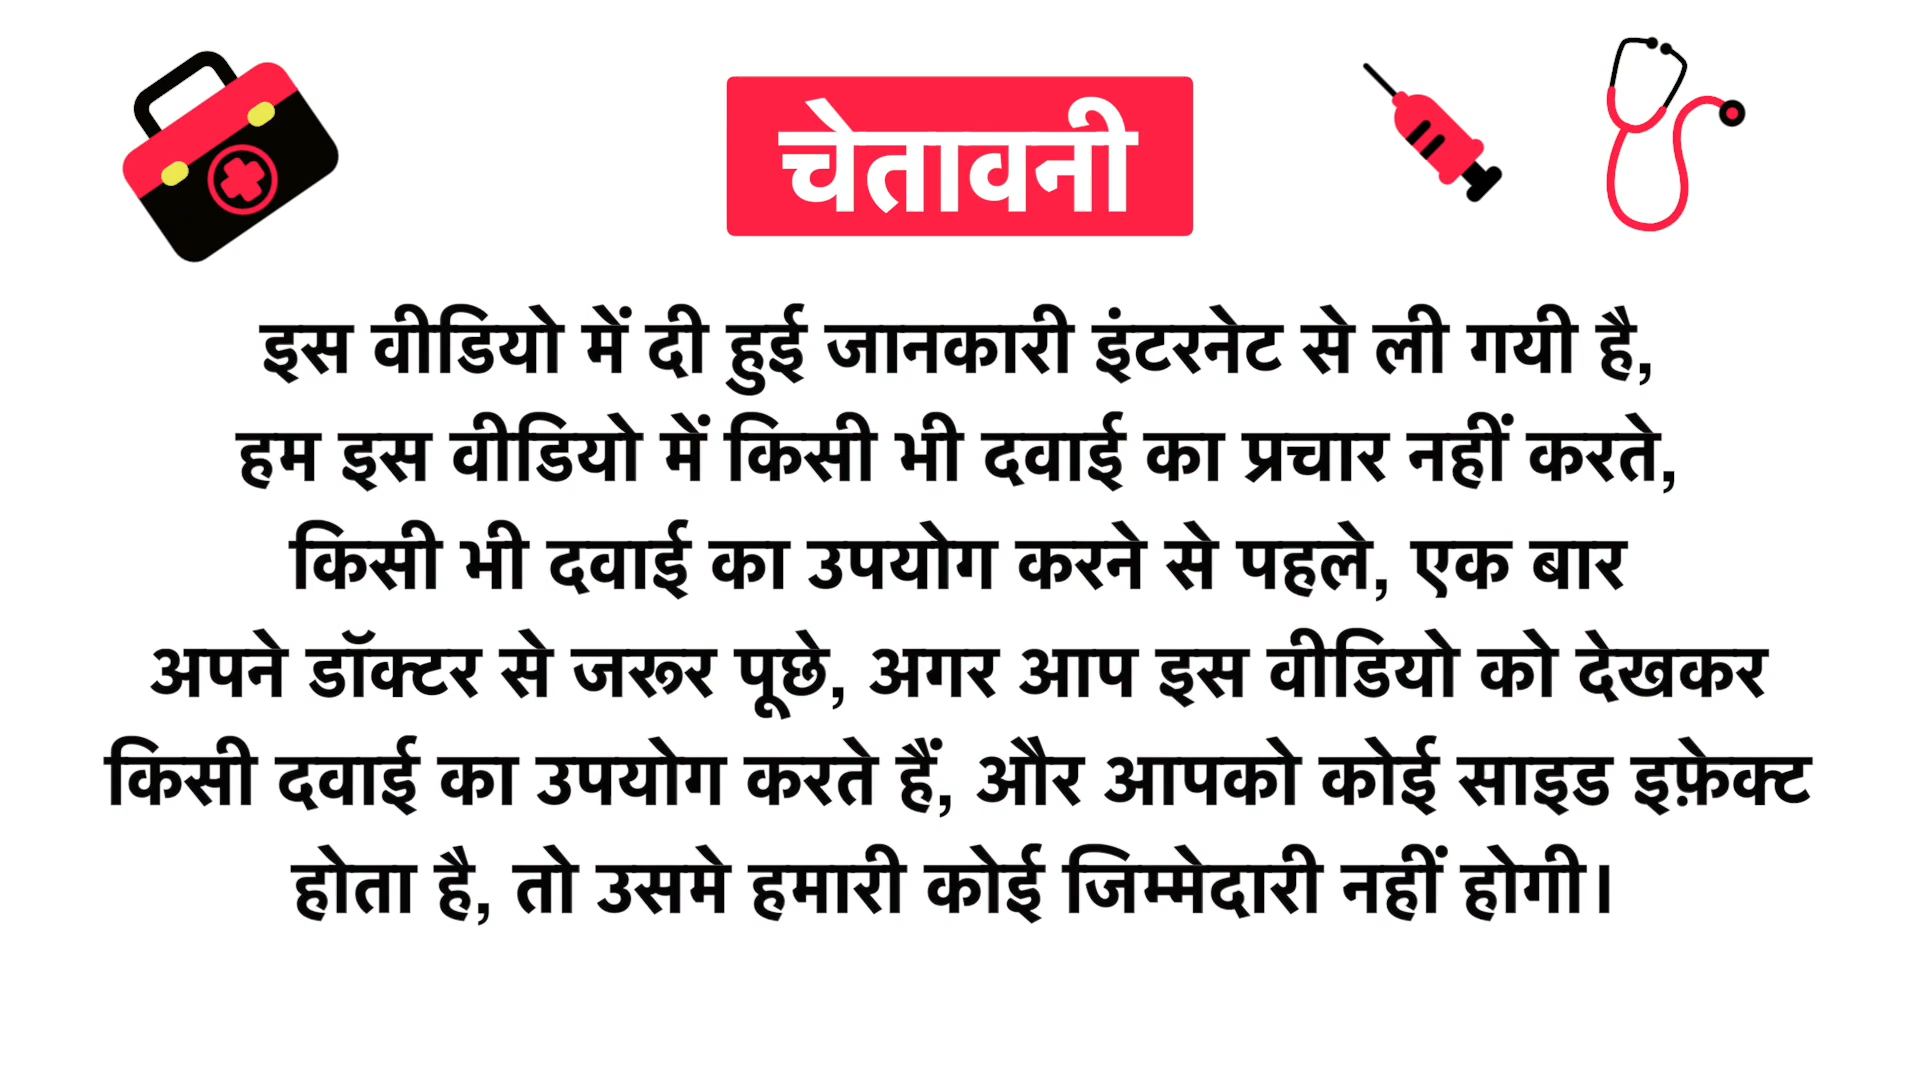 चेतावनी
इस वीडियो में दी हुई जानकारी इंटरनेट से ली गयी है,
हम इस वीडियो में किसी भी दवाई का प्रचार नहीं करते,
किसी भी दवाई का उपयोग करने से पहले, एक बार
अपने डॉक्टर से जरूर पूछे, अगर आप इस वीडियो को देखकर
किसी दवाई का उपयोग करते हैं, और आपको कोई साइड इफ़ेक्ट
होता है, तो उसमे हमारी कोई जिम्मेदारी नहीं होगी।